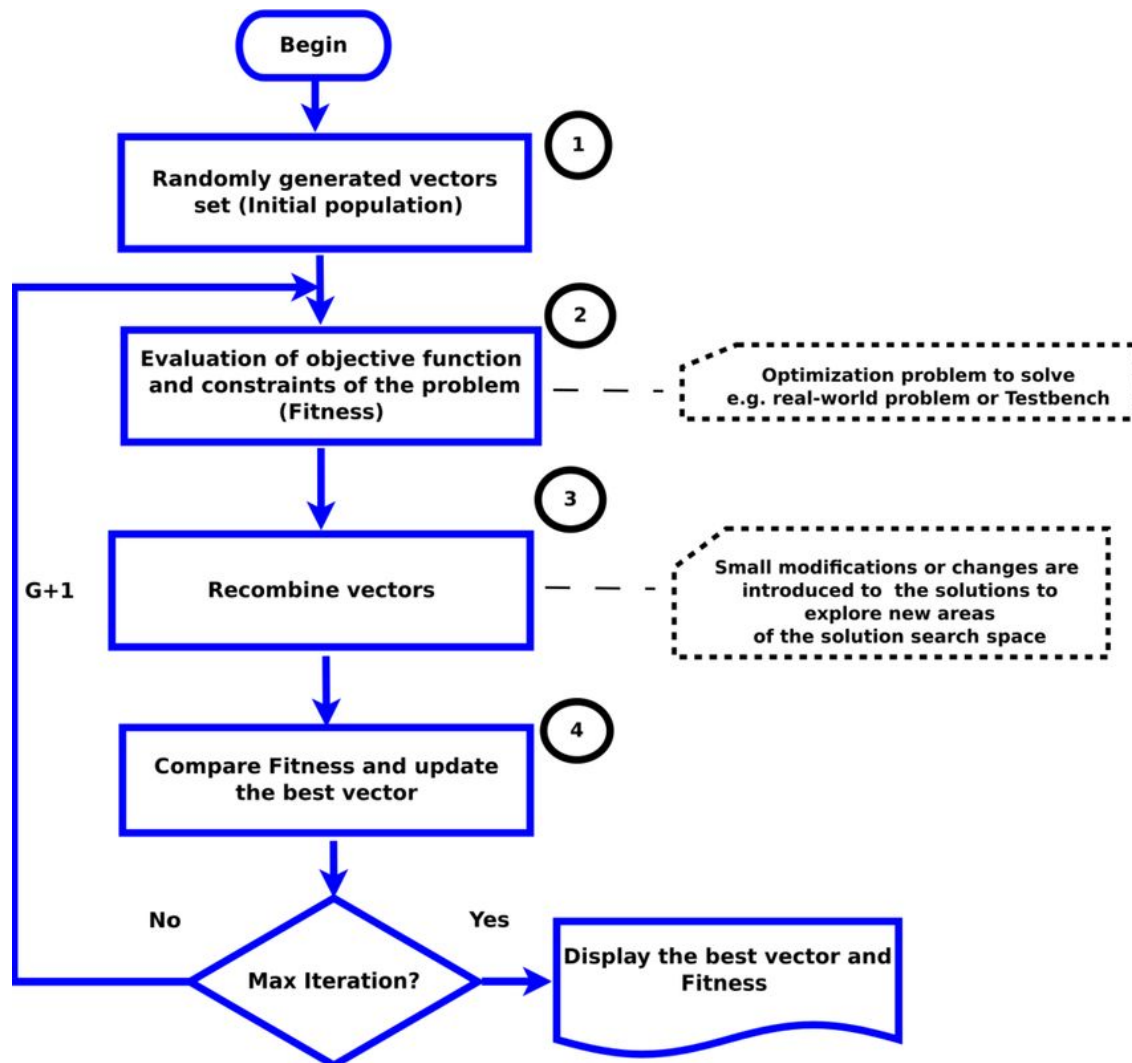 Begin
1
Randomly generated vectors
set (Initial population)
2
Evaluation of objective function
and constraints of the problem
(Fitness)
Optimization problem to solve
e.g. real-world problem or Testbench
3
Recombine vectors
Small modifications or changes are
introduced to the solutions to
explore new areas
of the solution search space
G+1
4
Compare Fitness and update
the best vector
No
Yes
Max Iteration?
Display the best vector and
Fitness